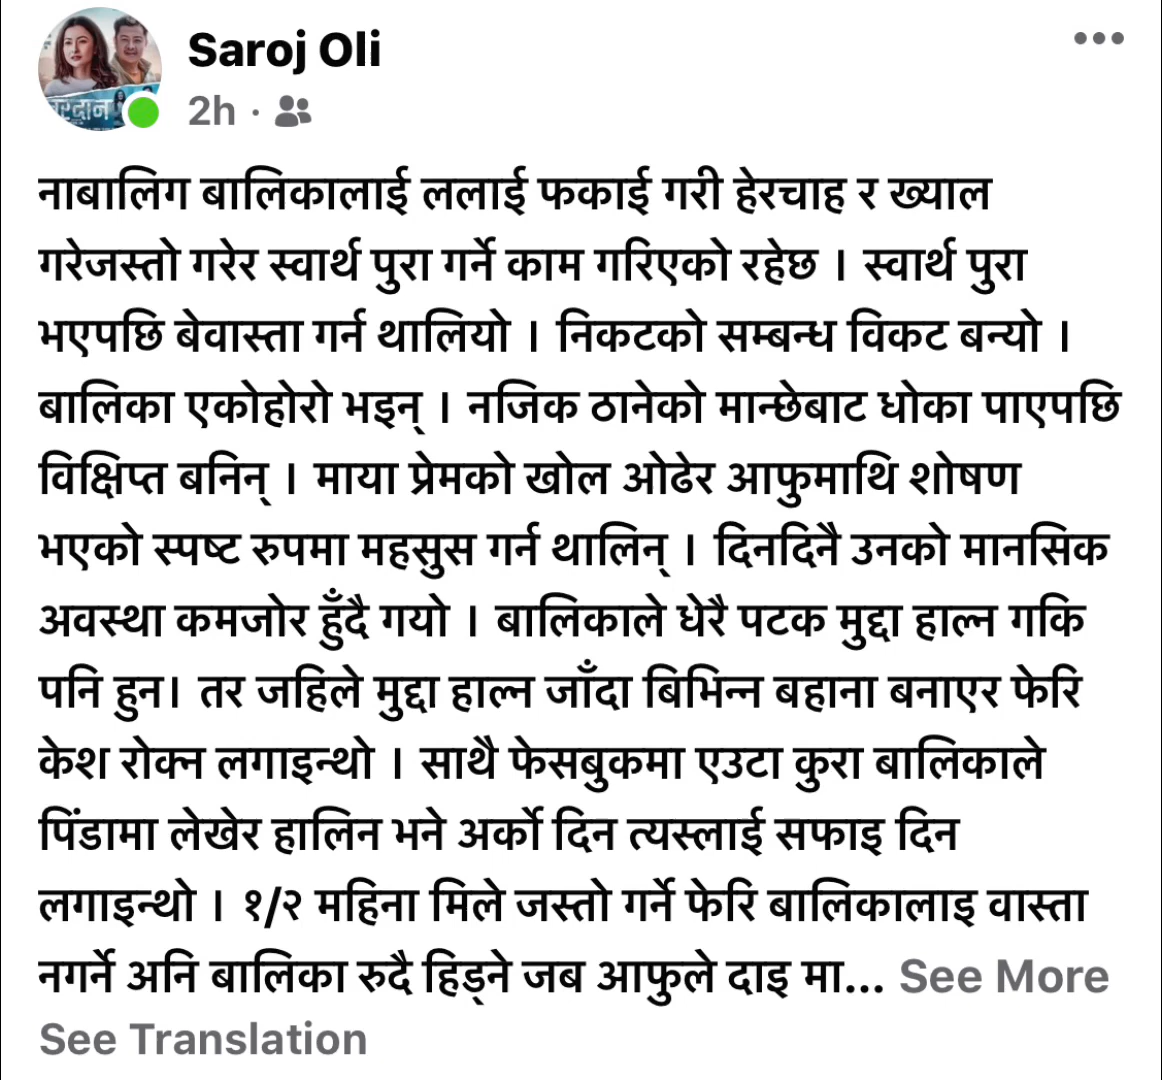 Saroj Oli
2h ·
नाबालिग बालिकालाई ललाई फकाई गरी हेरचाह र ख्याल
गरेजस्तो गरेर स्वार्थ पुरा गर्ने काम गरिएको रहेछ । स्वार्थ पुरा
भएपछि बेवास्ता गर्न थालियो । निकटको सम्बन्ध विकट बन्यो ।
बालिका एकोहोरो भइन् । नजिक ठानेको मान्छेबाट धोका पाएपछि
विक्षिप्त बनिन् । माया प्रेमको खोल ओढेर आफुमाथि शोषण
भएको स्पष्ट रुपमा महसुस गर्न थालिन् । दिनदिनै उनको मानसिक
अवस्था कमजोर हुँदै गयो । बालिकाले धेरै पटक मुद्दा हाल्न गकि
पनि हुन। तर जहिले मुद्दा हाल्न जाँदा बिभिन्न बहाना बनाएर फेरि
केश रोक्न लगाइन्थो । साथै फेसबुकमा एउटा कुरा बालिकाले
पिंडामा लेखेर हालिन भने अर्को दिन त्यस्लाई सफाइ दिन
लगाइन्थो । १/२ महिना मिले जस्तो गर्ने फेरि बालिकालाइ वास्ता
नगर्ने अनि बालिका रुदै हिड्ने जब आफुले दाइ मा... See More
See Translation